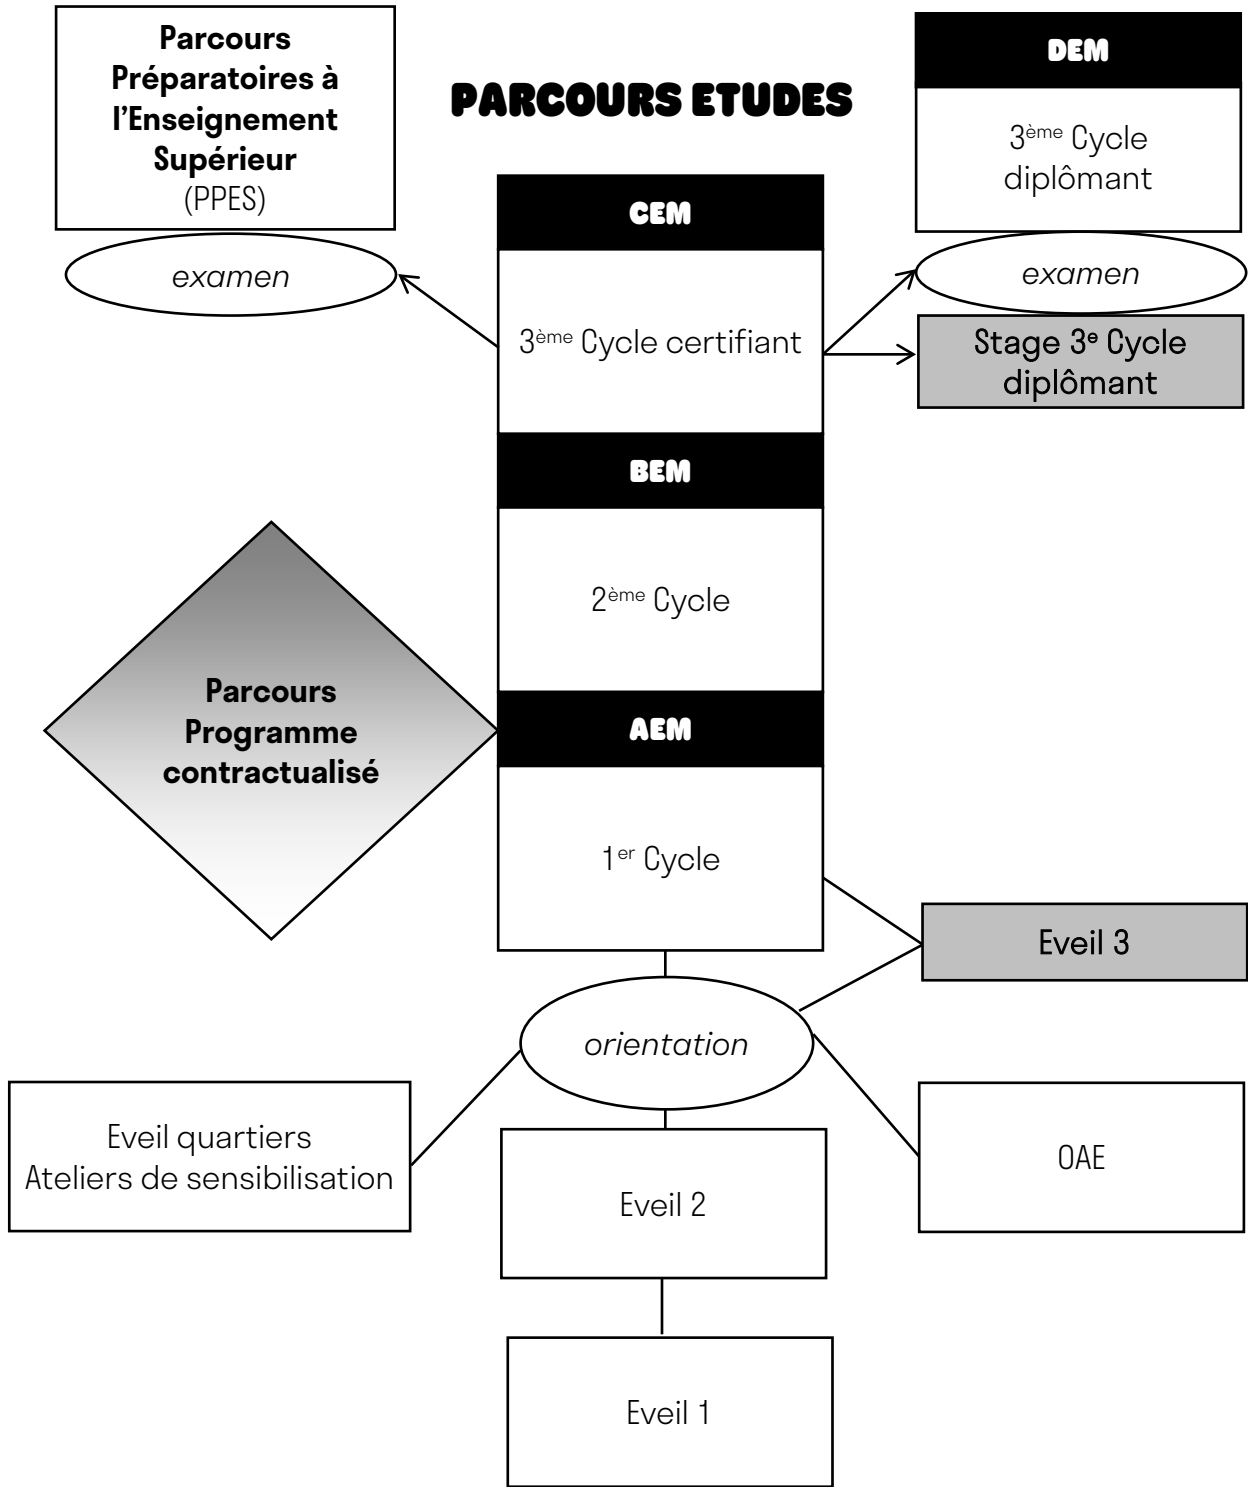 Parcours
Préparatoires à
l'Enseignement
Supérieur
(PPES)
examen
PARCOURS ETUDES
DEM
3ème Cycle
diplômant
examen
Stage 3e Cycle
diplômant
CEM
3ème Cycle certifiant
BEM
2ème Cycle
Parcours
Programme
contractualisé
AEM
1er Cycle
Eveil 3
orientation
Eveil quartiers
Ateliers de sensibilisation
OAE
Eveil 2
Eveil 1